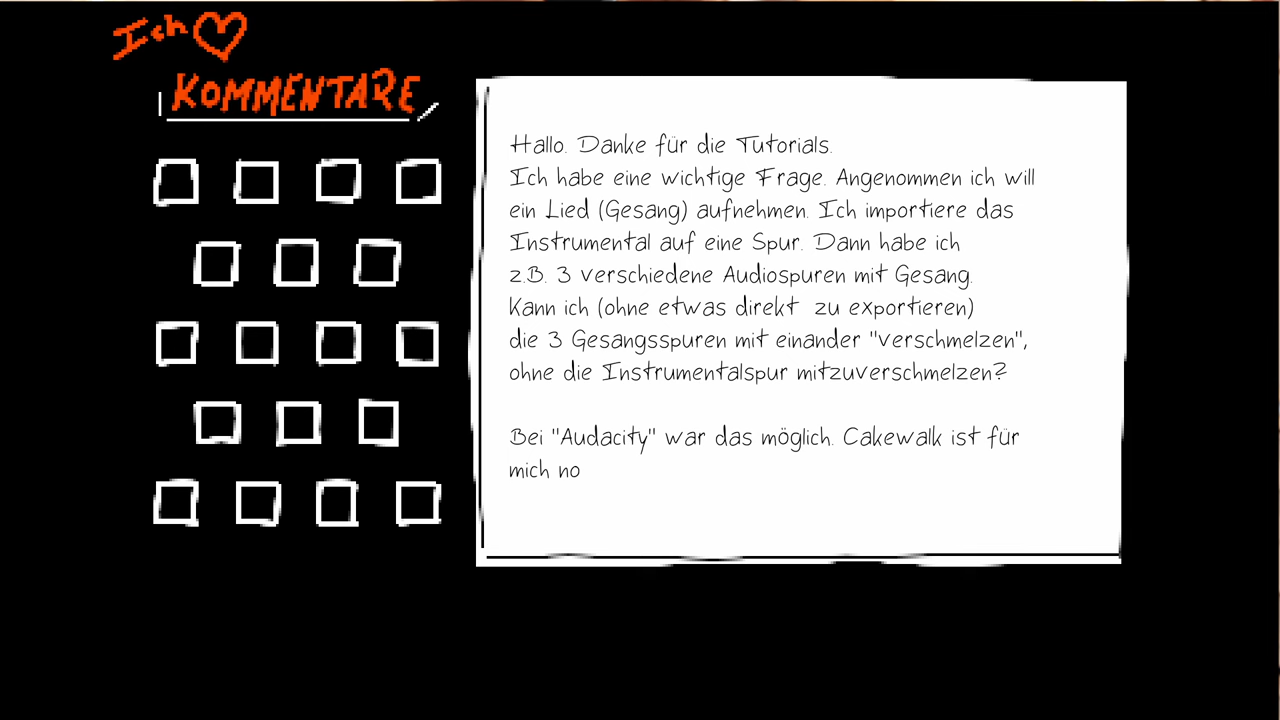 Ich
KOMMENTARE
Hallo. Danke für die Tutorials.
Ich habe eine wichtige Frage. Angenommen ich will
ein Lied (Gesang) aufnehmen. Ich importiere das
Instrumental auf eine Spur. Dann habe ich
z.B. 3 verschiedene Audiospuren mit Gesang.
Kann ich (ohne etwas direkt zu exportieren)
die 3 Gesangsspuren mit einander "verschmelzen",
ohne die Instrumentalspur mitzuverschmelzen?
Bei "Audacity" war das möglich. Cakewalk ist für
mich no